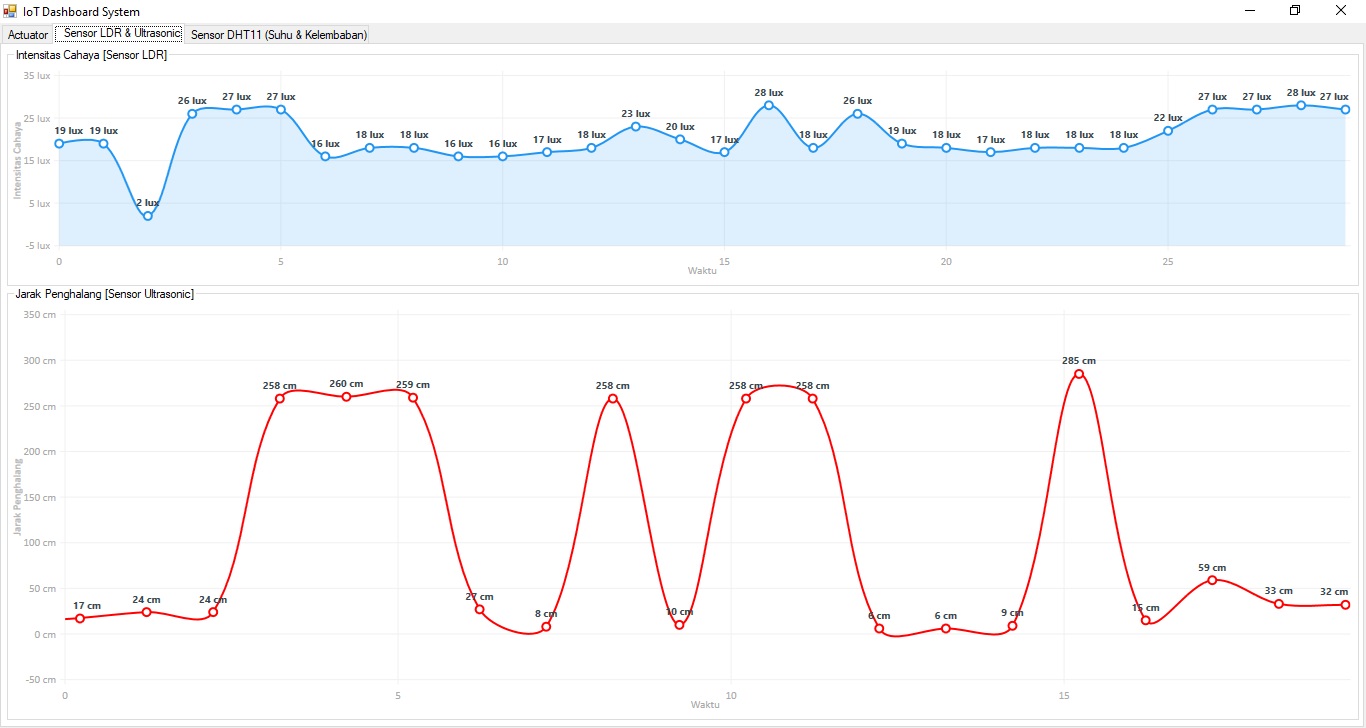 IoT Dashboard System
Actuator Sensor LDR & Ultrasonic Sensor DHT11 (Suhu & Kelembaban)
Intensitas Cahaya [Sensor LDR]
35 lux
25 lux
15 lux
5 lux
-5 lux
Intensitas Cahaya
19 lux 19 lux 2 lux 26 lux 27 lux 27 lux 16 lux 18 lux 18 lux 16 lux 16 lux 17 lux 18 lux 23 lux 20 lux 17 lux 28 lux 18 lux 26 lux 19 lux 18 lux 17 lux 18 lux 18 lux 18 lux 22 lux 27 lux 27 lux 28 lux 27 lux
0 5 10 15 20 25
Waktu
Jarak Penghalang [Sensor Ultrasonic]
350 cm
300 cm
250 cm
200 cm
150 cm
100 cm
50 cm
0 cm
-50 cm
Jarak Penghalang
17 cm 24 cm 24 cm 258 cm 260 cm 259 cm 27 cm 8 cm 258 cm 10 cm 258 cm 258 cm 6 cm 6 cm 9 cm 285 cm 15 cm 59 cm 33 cm 32 cm
0 5 10 15
Waktu